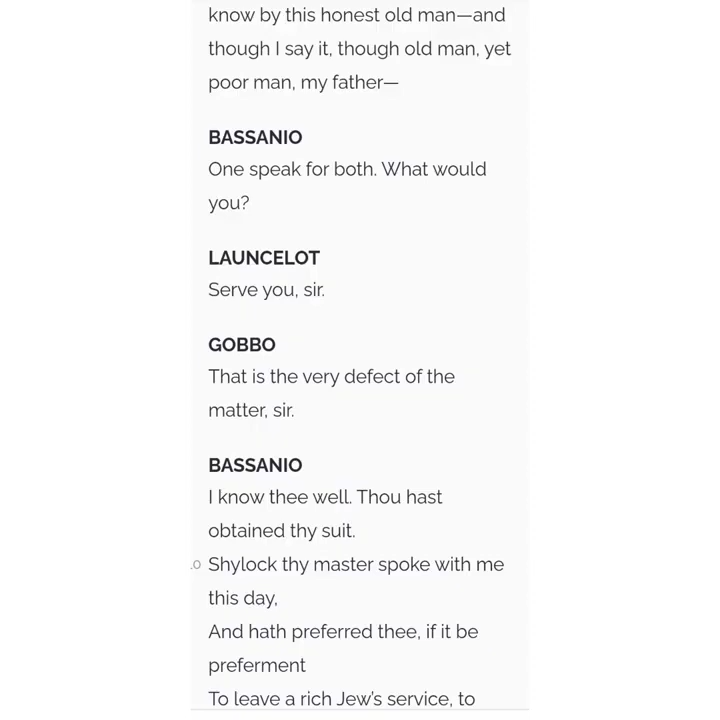 know by this honest old man—and
though I say it, though old man, yet
poor man, my father—
BASSANIO
One speak for both. What would
you?
LAUNCELOT
Serve you, sir.
GOBBO
That is the very defect of the
matter, sir.
BASSANIO
I know thee well. Thou hast
obtained thy suit.
Shylock thy master spoke with me
this day,
And hath preferred thee, if it be
preferment
To leave a rich Jew’s service, to